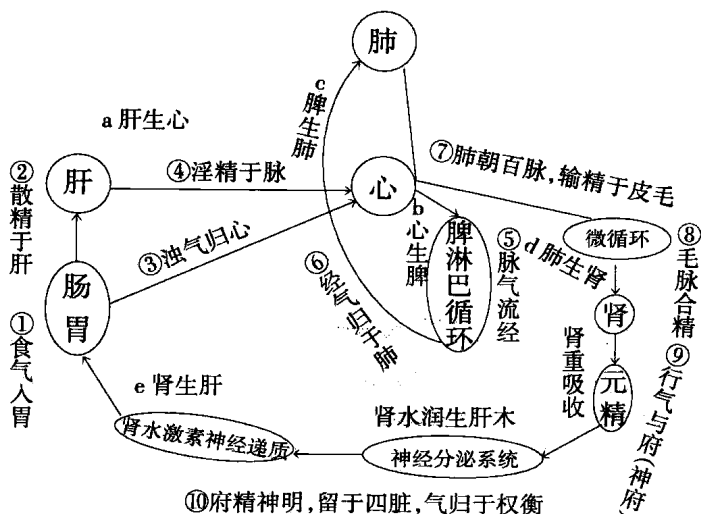 肺
a 肝生心
c 脾生肺
②散精于肝
肝
④淫精于脉
心
⑦肺朝百脉，输精于皮毛
③浊气归心
b 心生脾
脾淋巴循环
⑤脉气流经
微循环
⑧毛脉合精
d 肺生肾
⑥经气归于肺
肠胃
①食气入胃
肾
肾重吸收
⑨行气与府(神府)
元精
e 肾生肝
肾水润生肝木
肾水激素神经递质
神经分泌系统
⑩府精神明，留于四脏，气归于权衡